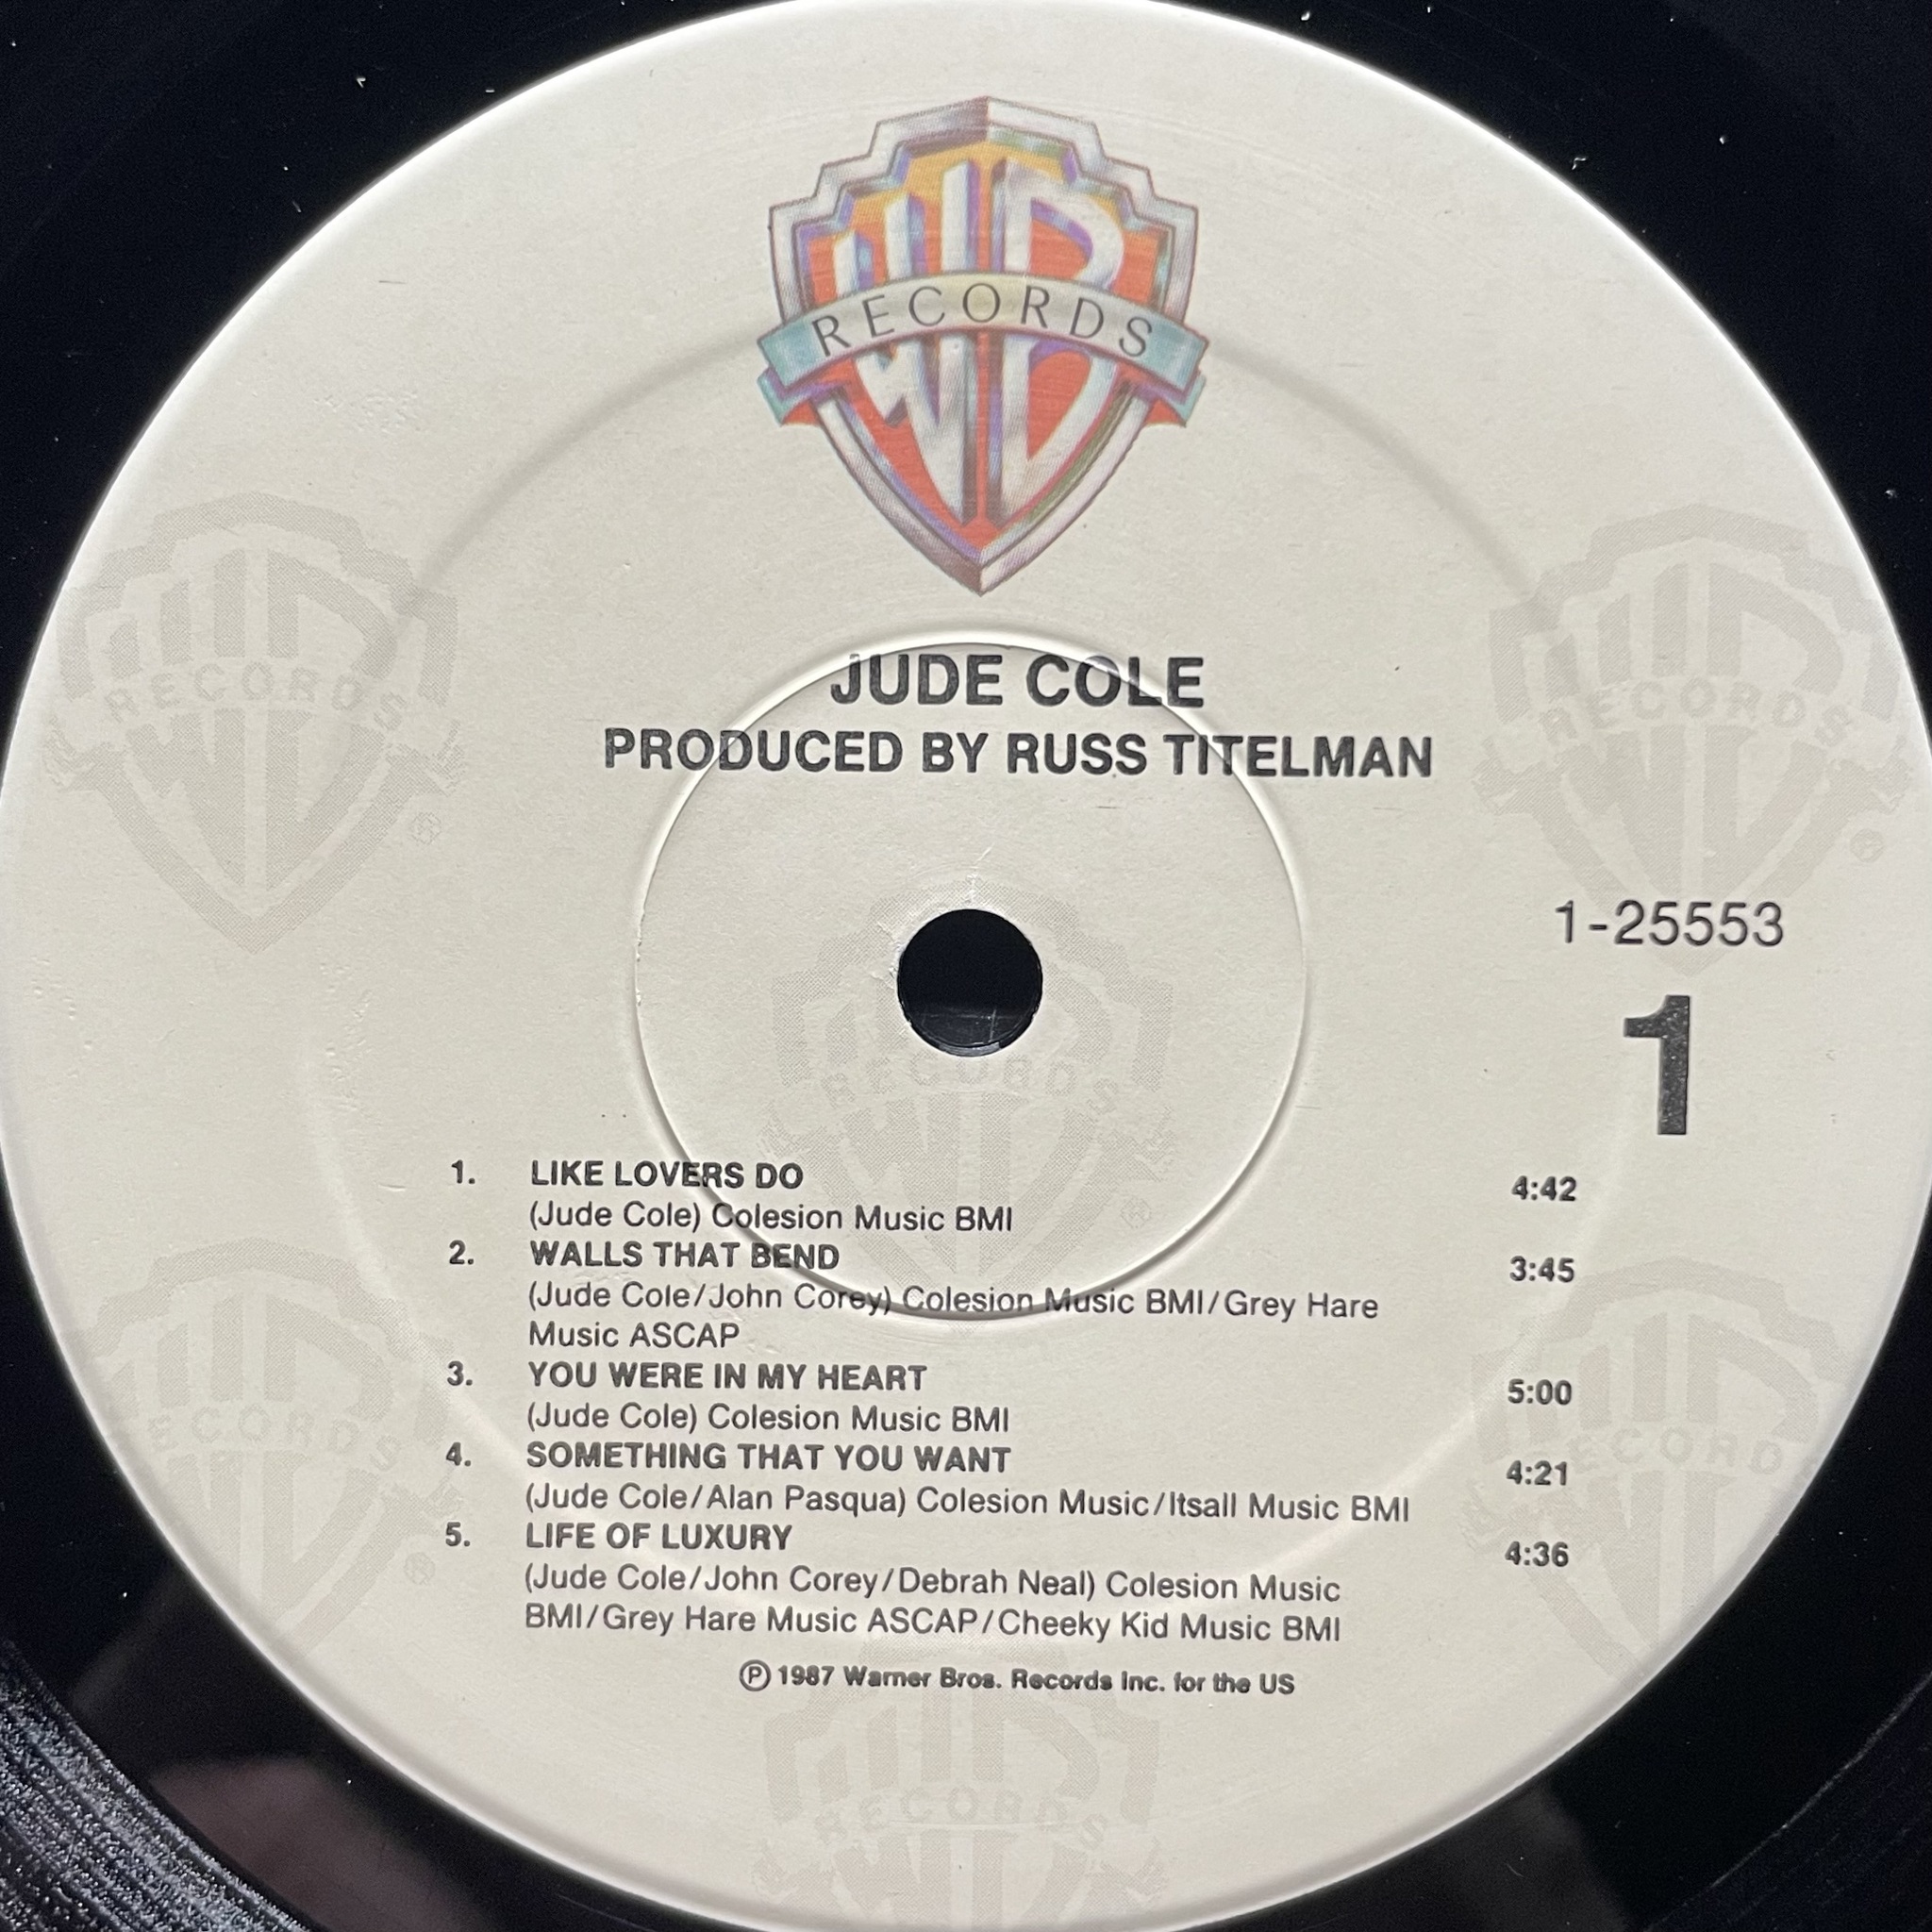 WB
RECORDS
JUDE COLE
PRODUCED BY RUSS TITELMAN
1-25553
1
1. LIKE LOVERS DO 4:42
(Jude Cole) Colesion Music BMI
2. WALLS THAT BEND 3:45
(Jude Cole/John Corey) Colesion Music BMI/Grey Hare
Music ASCAP
3. YOU WERE IN MY HEART 5:00
(Jude Cole) Colesion Music BMI
4. SOMETHING THAT YOU WANT 4:21
(Jude Cole/Alan Pasqua) Colesion Music/Itsall Music BMI
5. LIFE OF LUXURY 4:36
(Jude Cole/John Corey/Debrah Neal) Colesion Music
BMI/Grey Hare Music ASCAP/Cheeky Kid Music BMI
Ⓟ 1987 Warner Bros. Records Inc. for the US